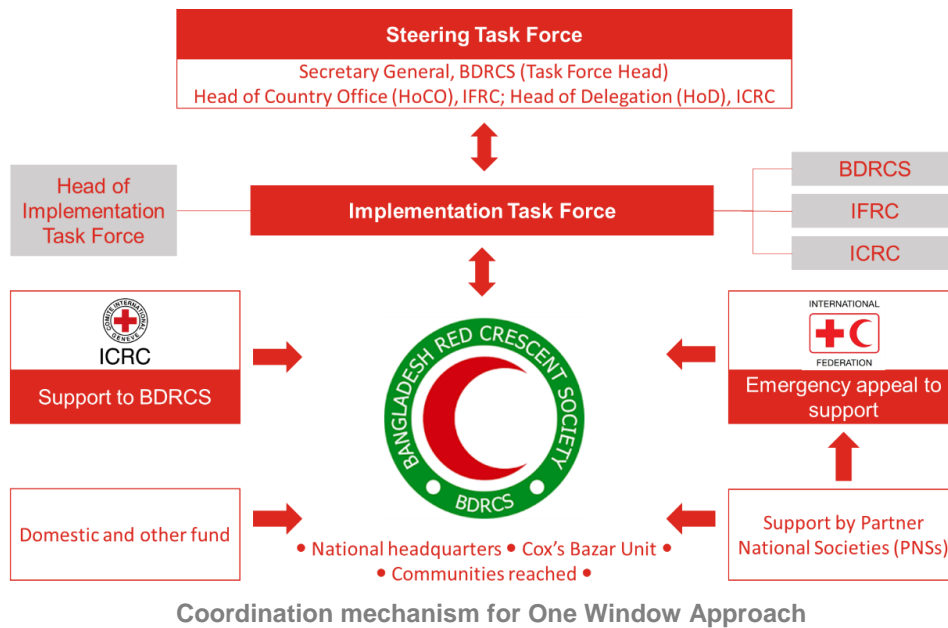 Steering Task Force
Secretary General, BDRCS (Task Force Head)
Head of Country Office (HoCO), IFRC; Head of Delegation (HoD), ICRC
Head of
Implementation
Task Force
Implementation Task Force
BDRCS
IFRC
ICRC
COMITE INTERNATIONAL
GENEVE
ICRC
Support to BDRCS
BANGLADESH RED CRESCENT SOCIETY
BDRCS
INTERNATIONAL
FEDERATION
Emergency appeal to
support
Domestic and other fund
• National headquarters • Cox's Bazar Unit •
• Communities reached •
Support by Partner
National Societies (PNSs)
Coordination mechanism for One Window Approach